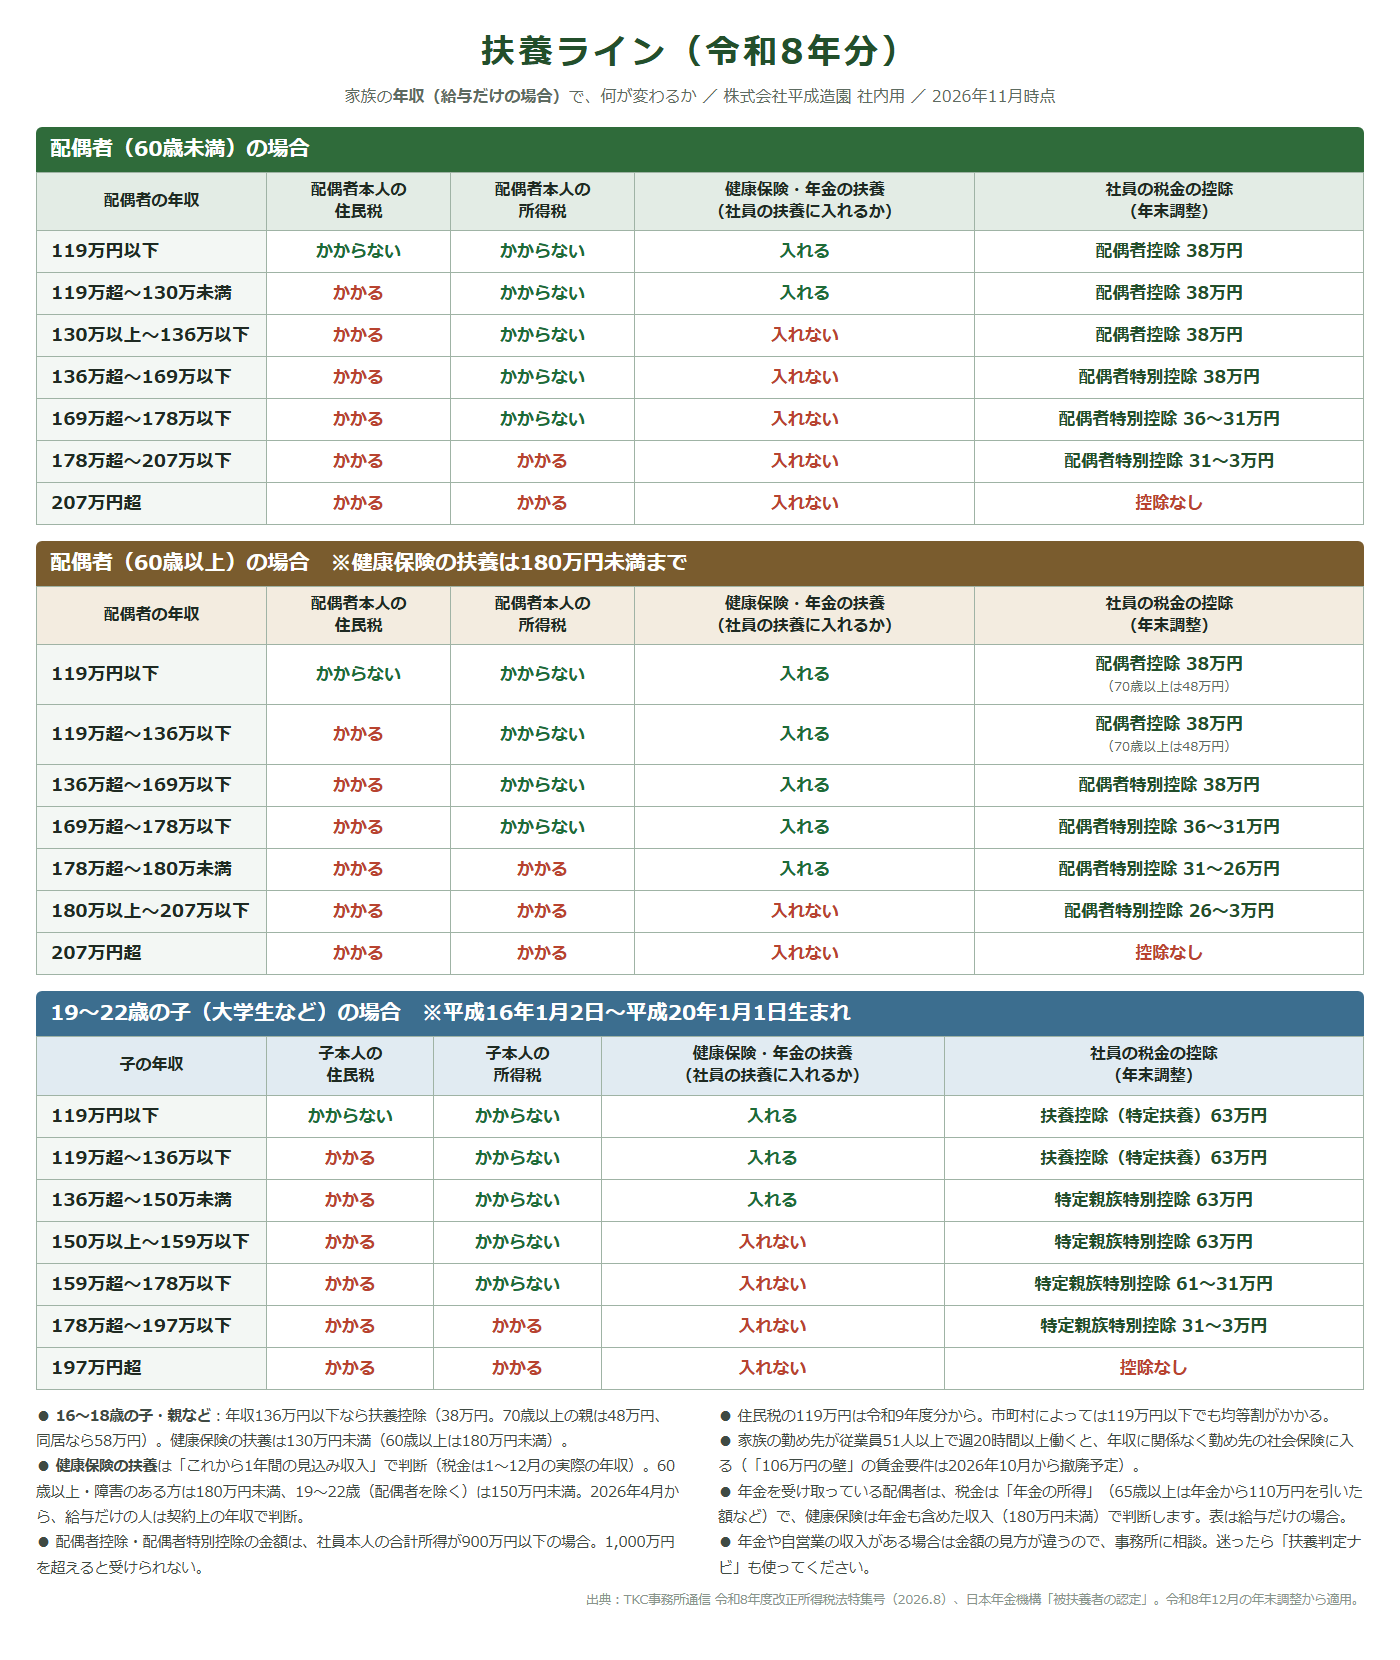 扶養ライン（令和8年分）
家族の年収（給与だけの場合）で、何が変わるか ／ 株式会社平成造園 社内用 ／ 2026年11月時点
配偶者（60歳未満）の場合
配偶者の年収 配偶者本人の住民税 配偶者本人の所得税 健康保険・年金の扶養（社員の扶養に入れるか） 社員の税金の控除（年末調整）
119万円以下 かからない かからない 入れる 配偶者控除 38万円
119万超～130万未満 かかる かからない 入れる 配偶者控除 38万円
130万以上～136万以下 かかる かからない 入れない 配偶者控除 38万円
136万超～169万以下 かかる かからない 入れない 配偶者特別控除 38万円
169万超～178万以下 かかる かからない 入れない 配偶者特別控除 36～31万円
178万超～207万以下 かかる かかる 入れない 配偶者特別控除 31～3万円
207万円超 かかる かかる 入れない 控除なし
配偶者（60歳以上）の場合　※健康保険の扶養は180万円未満まで
配偶者の年収 配偶者本人の住民税 配偶者本人の所得税 健康保険・年金の扶養（社員の扶養に入れるか） 社員の税金の控除（年末調整）
119万円以下 かからない かからない 入れる 配偶者控除 38万円
（70歳以上は48万円）
119万超～136万以下 かかる かからない 入れる 配偶者控除 38万円
（70歳以上は48万円）
136万超～169万以下 かかる かからない 入れる 配偶者特別控除 38万円
169万超～178万以下 かかる かからない 入れる 配偶者特別控除 36～31万円
178万超～180万未満 かかる かかる 入れる 配偶者特別控除 31～26万円
180万以上～207万以下 かかる かかる 入れない 配偶者特別控除 26～3万円
207万円超 かかる かかる 入れない 控除なし
19～22歳の子（大学生など）の場合　※平成16年1月2日～平成20年1月1日生まれ
子の年収 子本人の住民税 子本人の所得税 健康保険・年金の扶養（社員の扶養に入れるか） 社員の税金の控除（年末調整）
119万円以下 かからない かからない 入れる 扶養控除（特定扶養）63万円
119万超～136万以下 かかる かからない 入れる 扶養控除（特定扶養）63万円
136万超～150万未満 かかる かからない 入れる 特定親族特別控除 63万円
150万以上～159万以下 かかる かからない 入れない 特定親族特別控除 63万円
159万超～178万以下 かかる かからない 入れない 特定親族特別控除 61～31万円
178万超～197万以下 かかる かかる 入れない 特定親族特別控除 31～3万円
197万円超 かかる かかる 入れない 控除なし
● 16～18歳の子・親など：年収136万円以下なら扶養控除（38万円。70歳以上の親は48万円、
同居なら58万円）。健康保険の扶養は130万円未満（60歳以上は180万円未満）。
● 健康保険の扶養は「これから1年間の見込み収入」で判断（税金は1～12月の実際の年収）。60
歳以上・障害のある方は180万円未満、19～22歳（配偶者を除く）は150万円未満。2026年4月か
ら、給与だけの人は契約上の年収で判断。
● 配偶者控除・配偶者特別控除の金額は、社員本人の合計所得が900万円以下の場合。1,000万円
を超えると受けられない。
● 住民税の119万円は令和9年度分から。市町村によっては119万円以下でも均等割がかかる。
● 家族の勤め先が従業員51人以上で週20時間以上働くと、年収に関係なく勤め先の社会保険に入
る（「106万円の壁」の賃金要件は2026年10月から撤廃予定）。
● 年金を受け取っている配偶者は、税金は「年金の所得」（65歳以上は年金から110万円を引いた
額など）で、健康保険は年金も含めた収入（180万円未満）で判断します。表は給与だけの場合。
● 年金や自営業の収入がある場合は金額の見方が違うので、事務所に相談。迷ったら「扶養判定ナ
ビ」も使ってください。
出典：TKC事務所通信 令和8年度改正所得税法特集号（2026.8）、日本年金機構「被扶養者の認定」。令和8年12月の年末調整から適用。